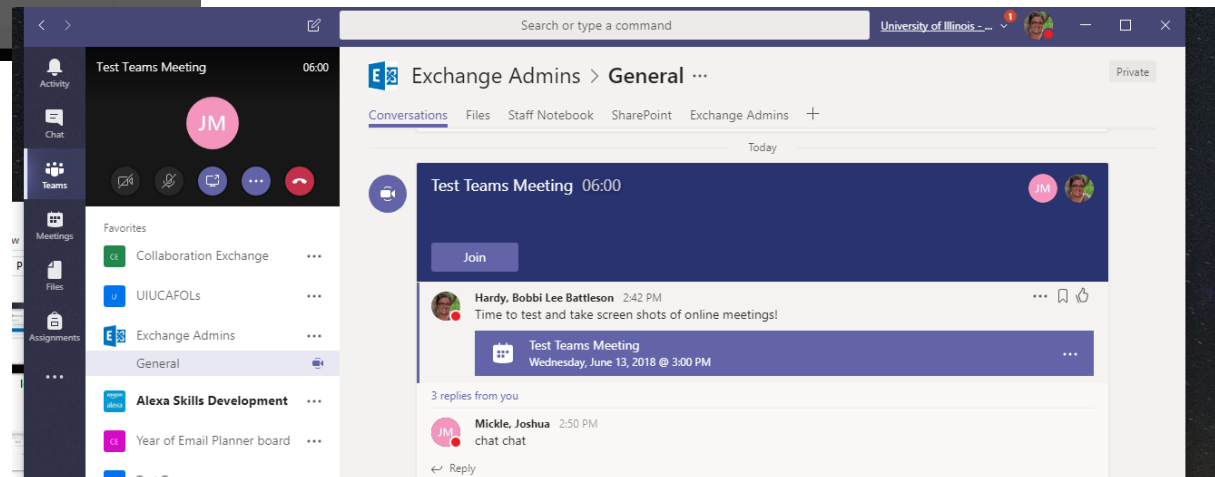 Search or type a command
University of Illinois - ...
1
Activity
Chat
Teams
Meetings
Files
Assignments
Test Teams Meeting 06:00
JM
Favorites
CE Collaboration Exchange
U UIUCAFOLs
E Exchange Admins
General
amazon alexa Alexa Skills Development
CE Year of Email Planner board
Exchange Admins > General
Private
Conversations Files Staff Notebook SharePoint Exchange Admins
Today
Test Teams Meeting 06:00
JM
Join
Hardy, Bobbi Lee Battleson 2:42 PM
Time to test and take screen shots of online meetings!
Test Teams Meeting
Wednesday, June 13, 2018 @ 3:00 PM
3 replies from you
JM Mickle, Joshua 2:50 PM
chat chat
Reply